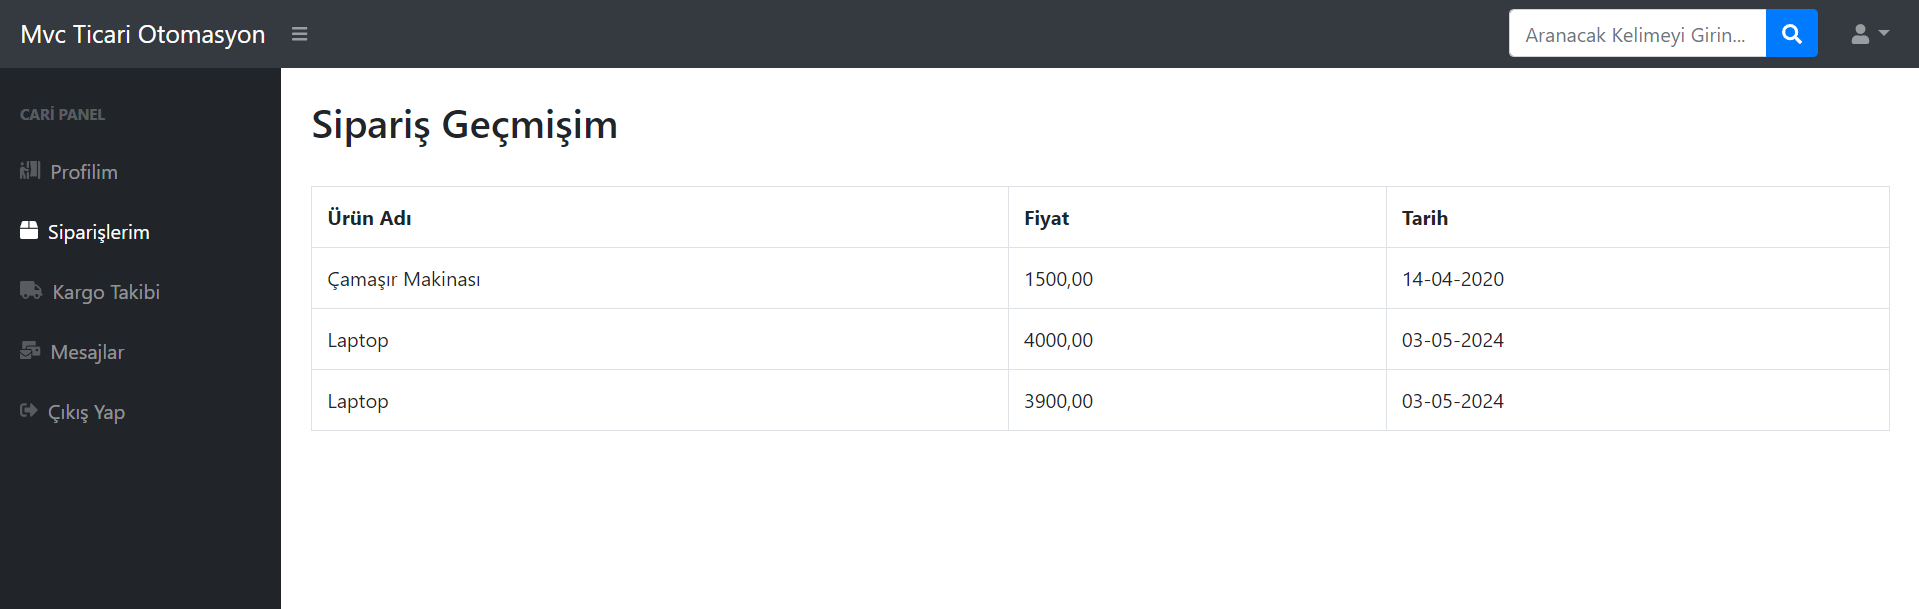 Mvc Ticari Otomasyon
Aranacak Kelimeyi Girin...
CARİ PANEL
Profilim
Siparişlerim
Kargo Takibi
Mesajlar
Çıkış Yap
Sipariş Geçmişim
Ürün Adı Fiyat Tarih
Çamaşır Makinası 1500,00 14-04-2020
Laptop 4000,00 03-05-2024
Laptop 3900,00 03-05-2024